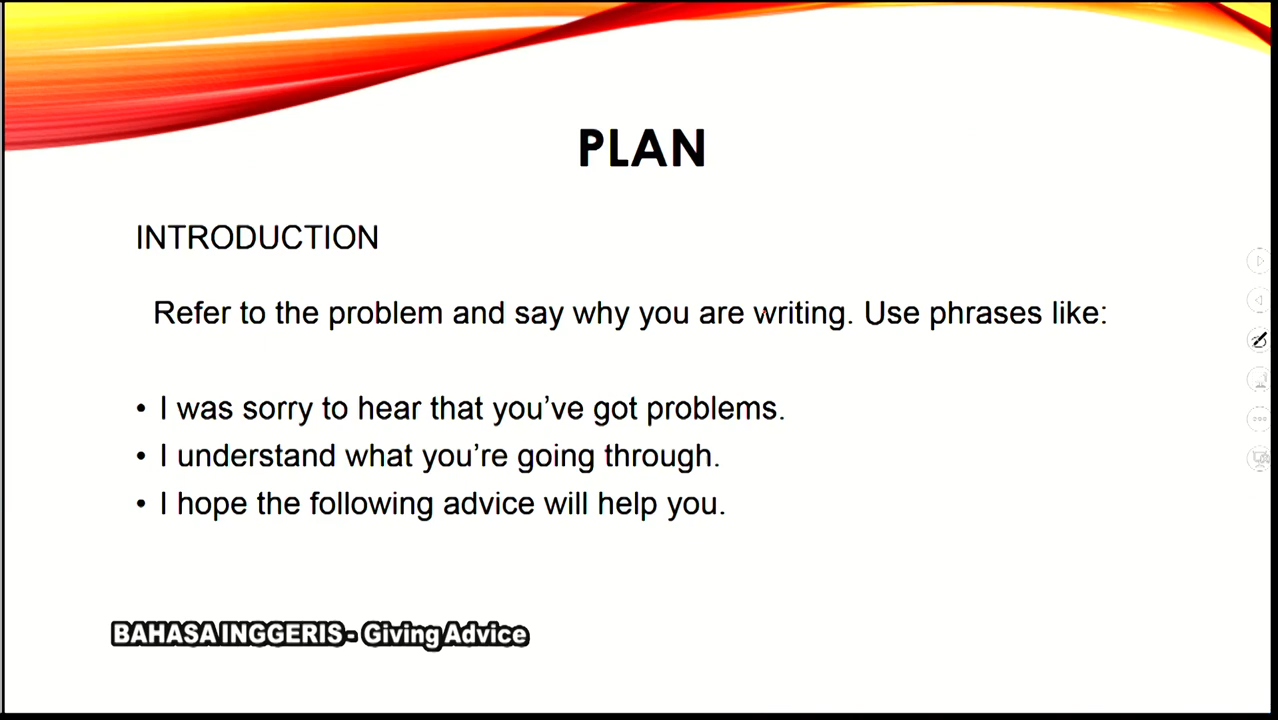 PLAN
INTRODUCTION
Refer to the problem and say why you are writing. Use phrases like:
• I was sorry to hear that you’ve got problems.
• I understand what you’re going through.
• I hope the following advice will help you.
BAHASA INGGERIS - Giving Advice